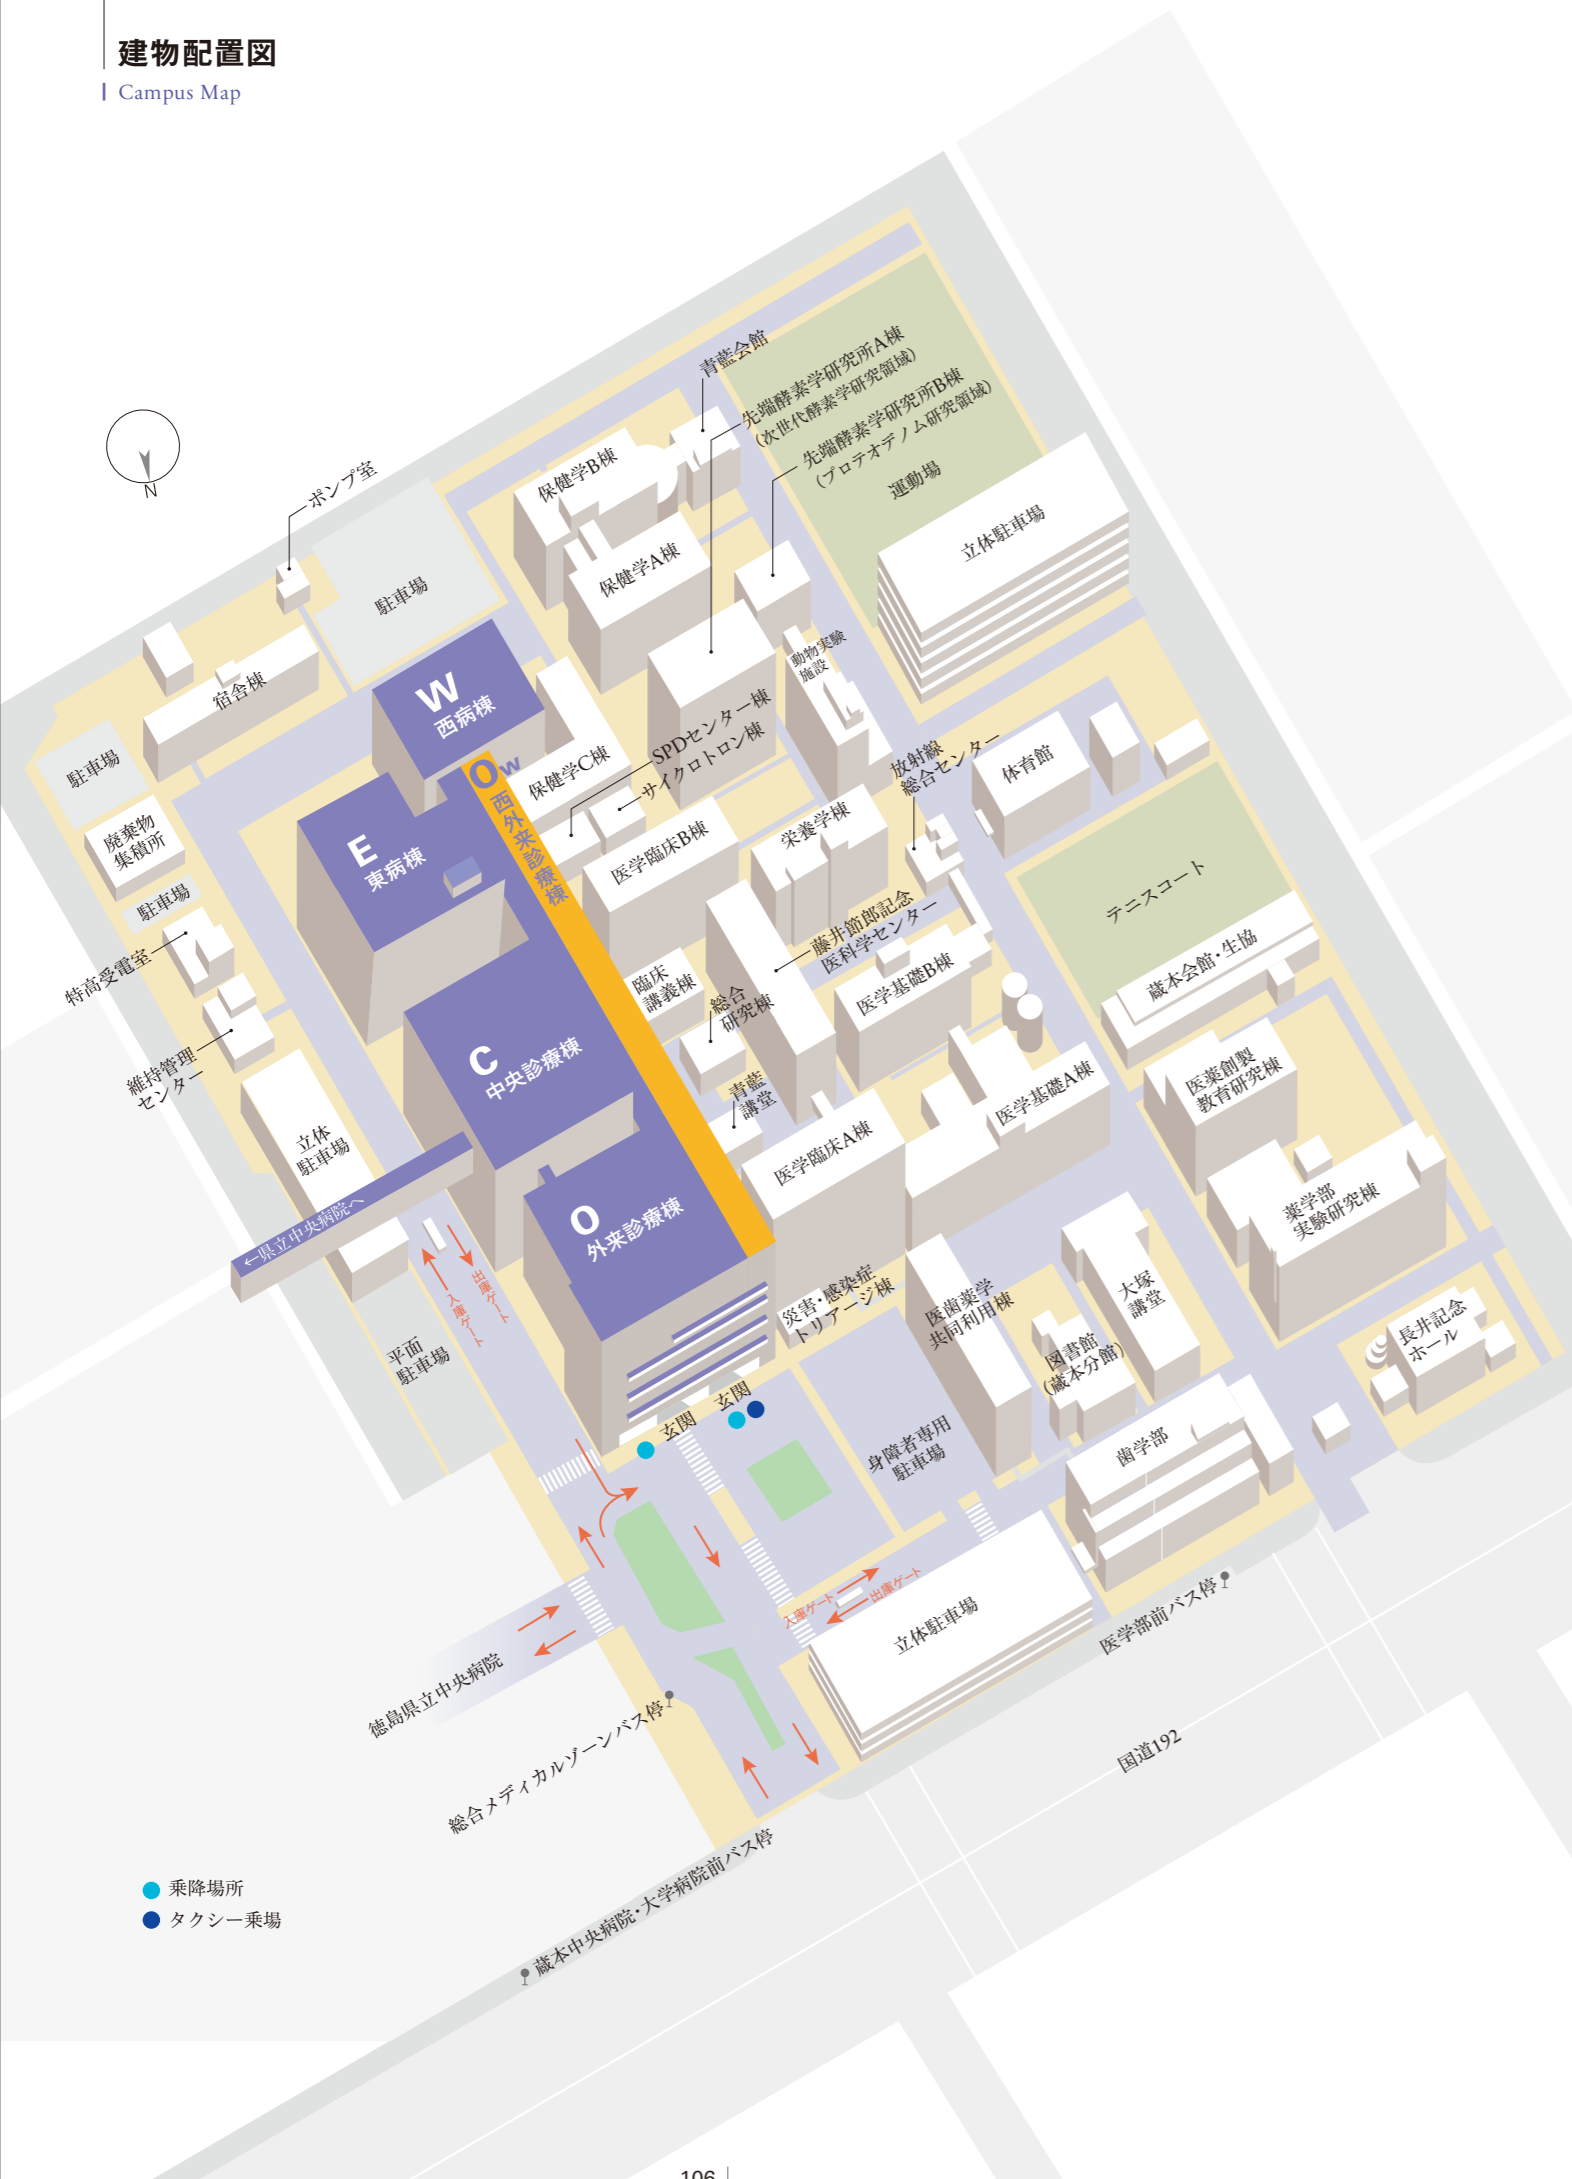 建物配置図
Campus Map
N
ポンプ室
駐車場
宿舎棟
駐車場
廃棄物
集積所
駐車場
特高受電室
維持管理
センター
立体
駐車場
←県立中央病院へ
平面
駐車場
入庫ゲート
出庫ゲート
W
西病棟
E
東病棟
C
中央診療棟
O
外来診療棟
Ow
西外来診療棟
青藍会館
先端酵素学研究所A棟
(次世代酵素学研究領域)
先端酵素学研究所B棟
(プロテオデノム研究領域)
運動場
立体駐車場
保健学B棟
保健学A棟
動物実験
施設
保健学C棟
SPDセンター棟
サイクロトロン棟
医学臨床B棟
栄養学棟
放射線
総合センター
体育館
テニスコート
蔵本会館・生協
藤井節郎記念
医科学センター
医学基礎B棟
臨床
講義棟
総合
研究棟
青藍
講堂
医学臨床A棟
医学基礎A棟
医薬創製
教育研究棟
薬学部
実験研究棟
長井記念
ホール
大塚
講堂
医歯薬学
共同利用棟
図書館
(蔵本分館)
災害・感染症
トリアージ棟
玄関
玄関
身障者専用
駐車場
歯学部
入庫ゲート
出庫ゲート
立体駐車場
医学部前バス停
国道192
徳島県立中央病院
総合メディカルゾーンバス停
蔵本中央病院・大学病院前バス停
乗降場所
タクシー乗場
106